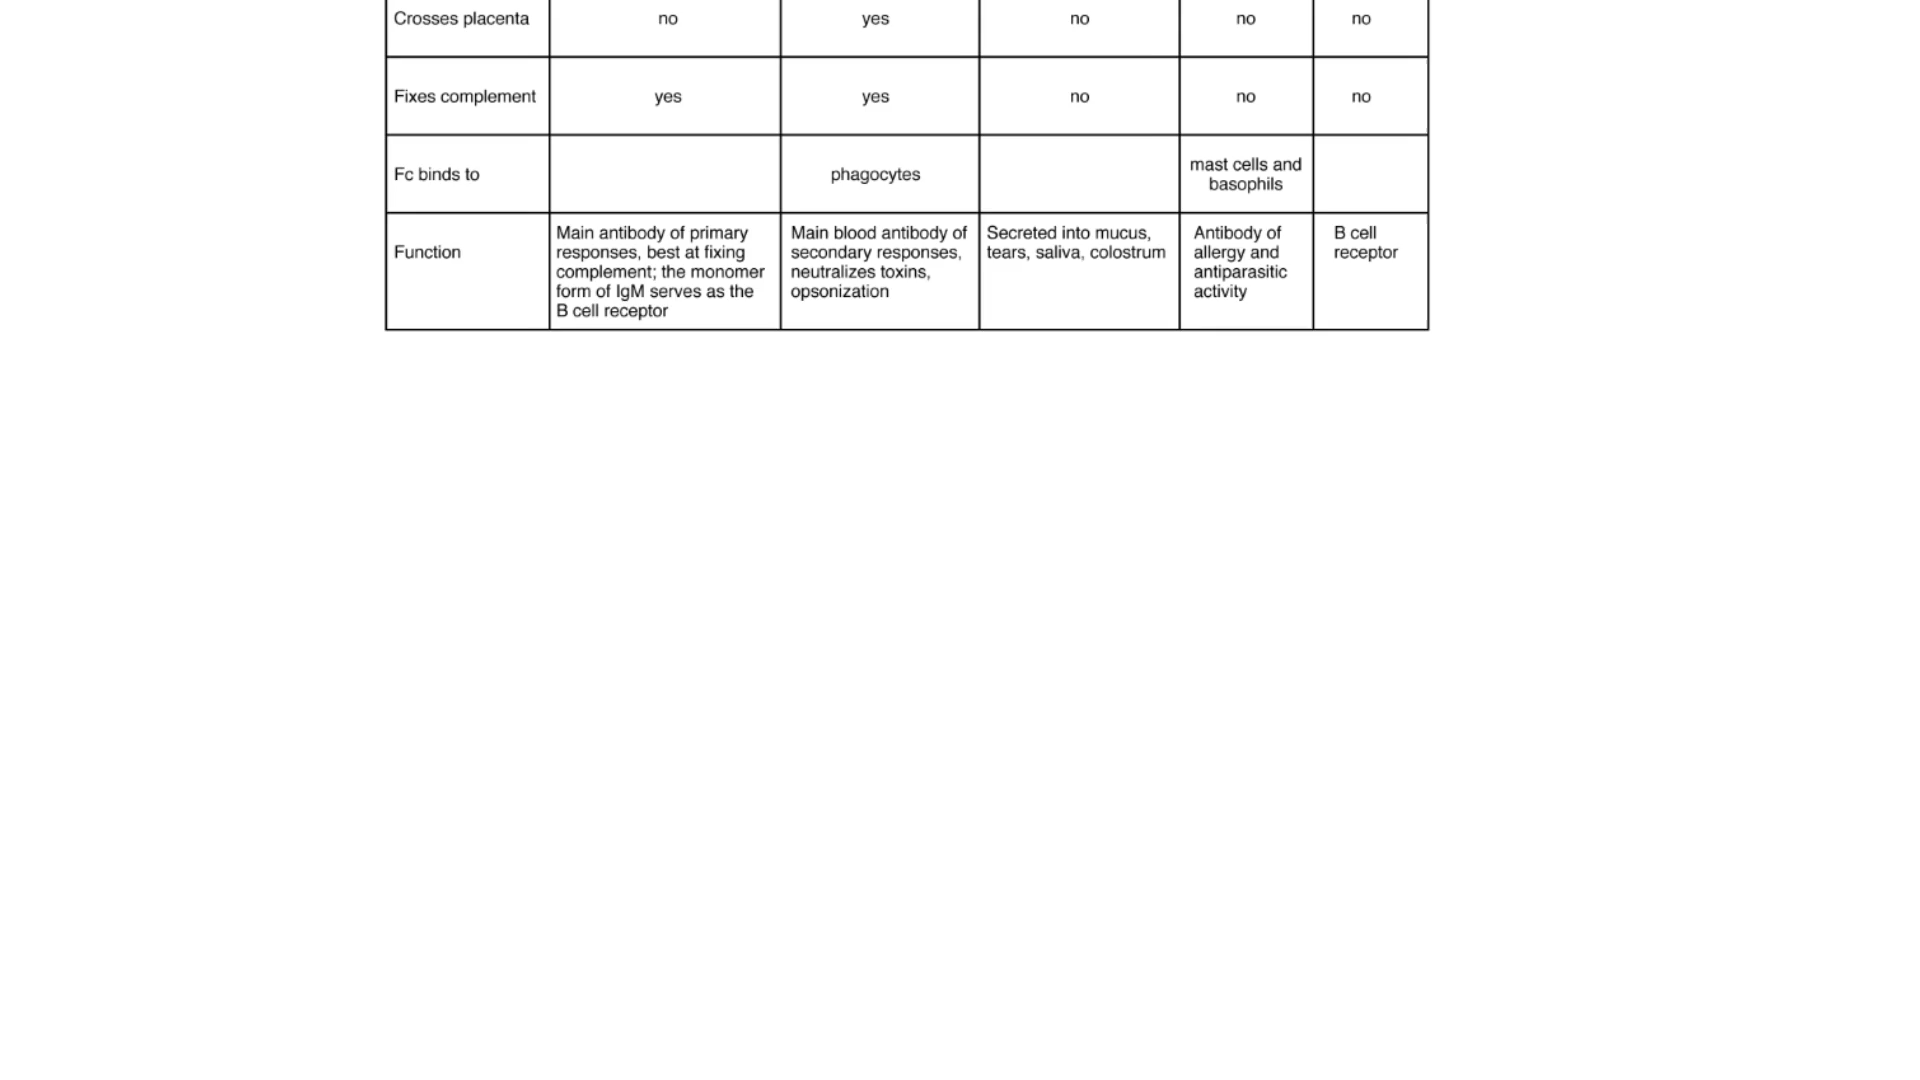 Crosses placenta no yes no no no
Fixes complement yes yes no no no
Fc binds to phagocytes mast cells and
basophils
Function
Main antibody of primary
responses, best at fixing
complement; the monomer
form of IgM serves as the
B cell receptor
Main blood antibody of
secondary responses,
neutralizes toxins,
opsonization
Secreted into mucus,
tears, saliva, colostrum
Antibody of
allergy and
antiparasitic
activity
B cell
receptor